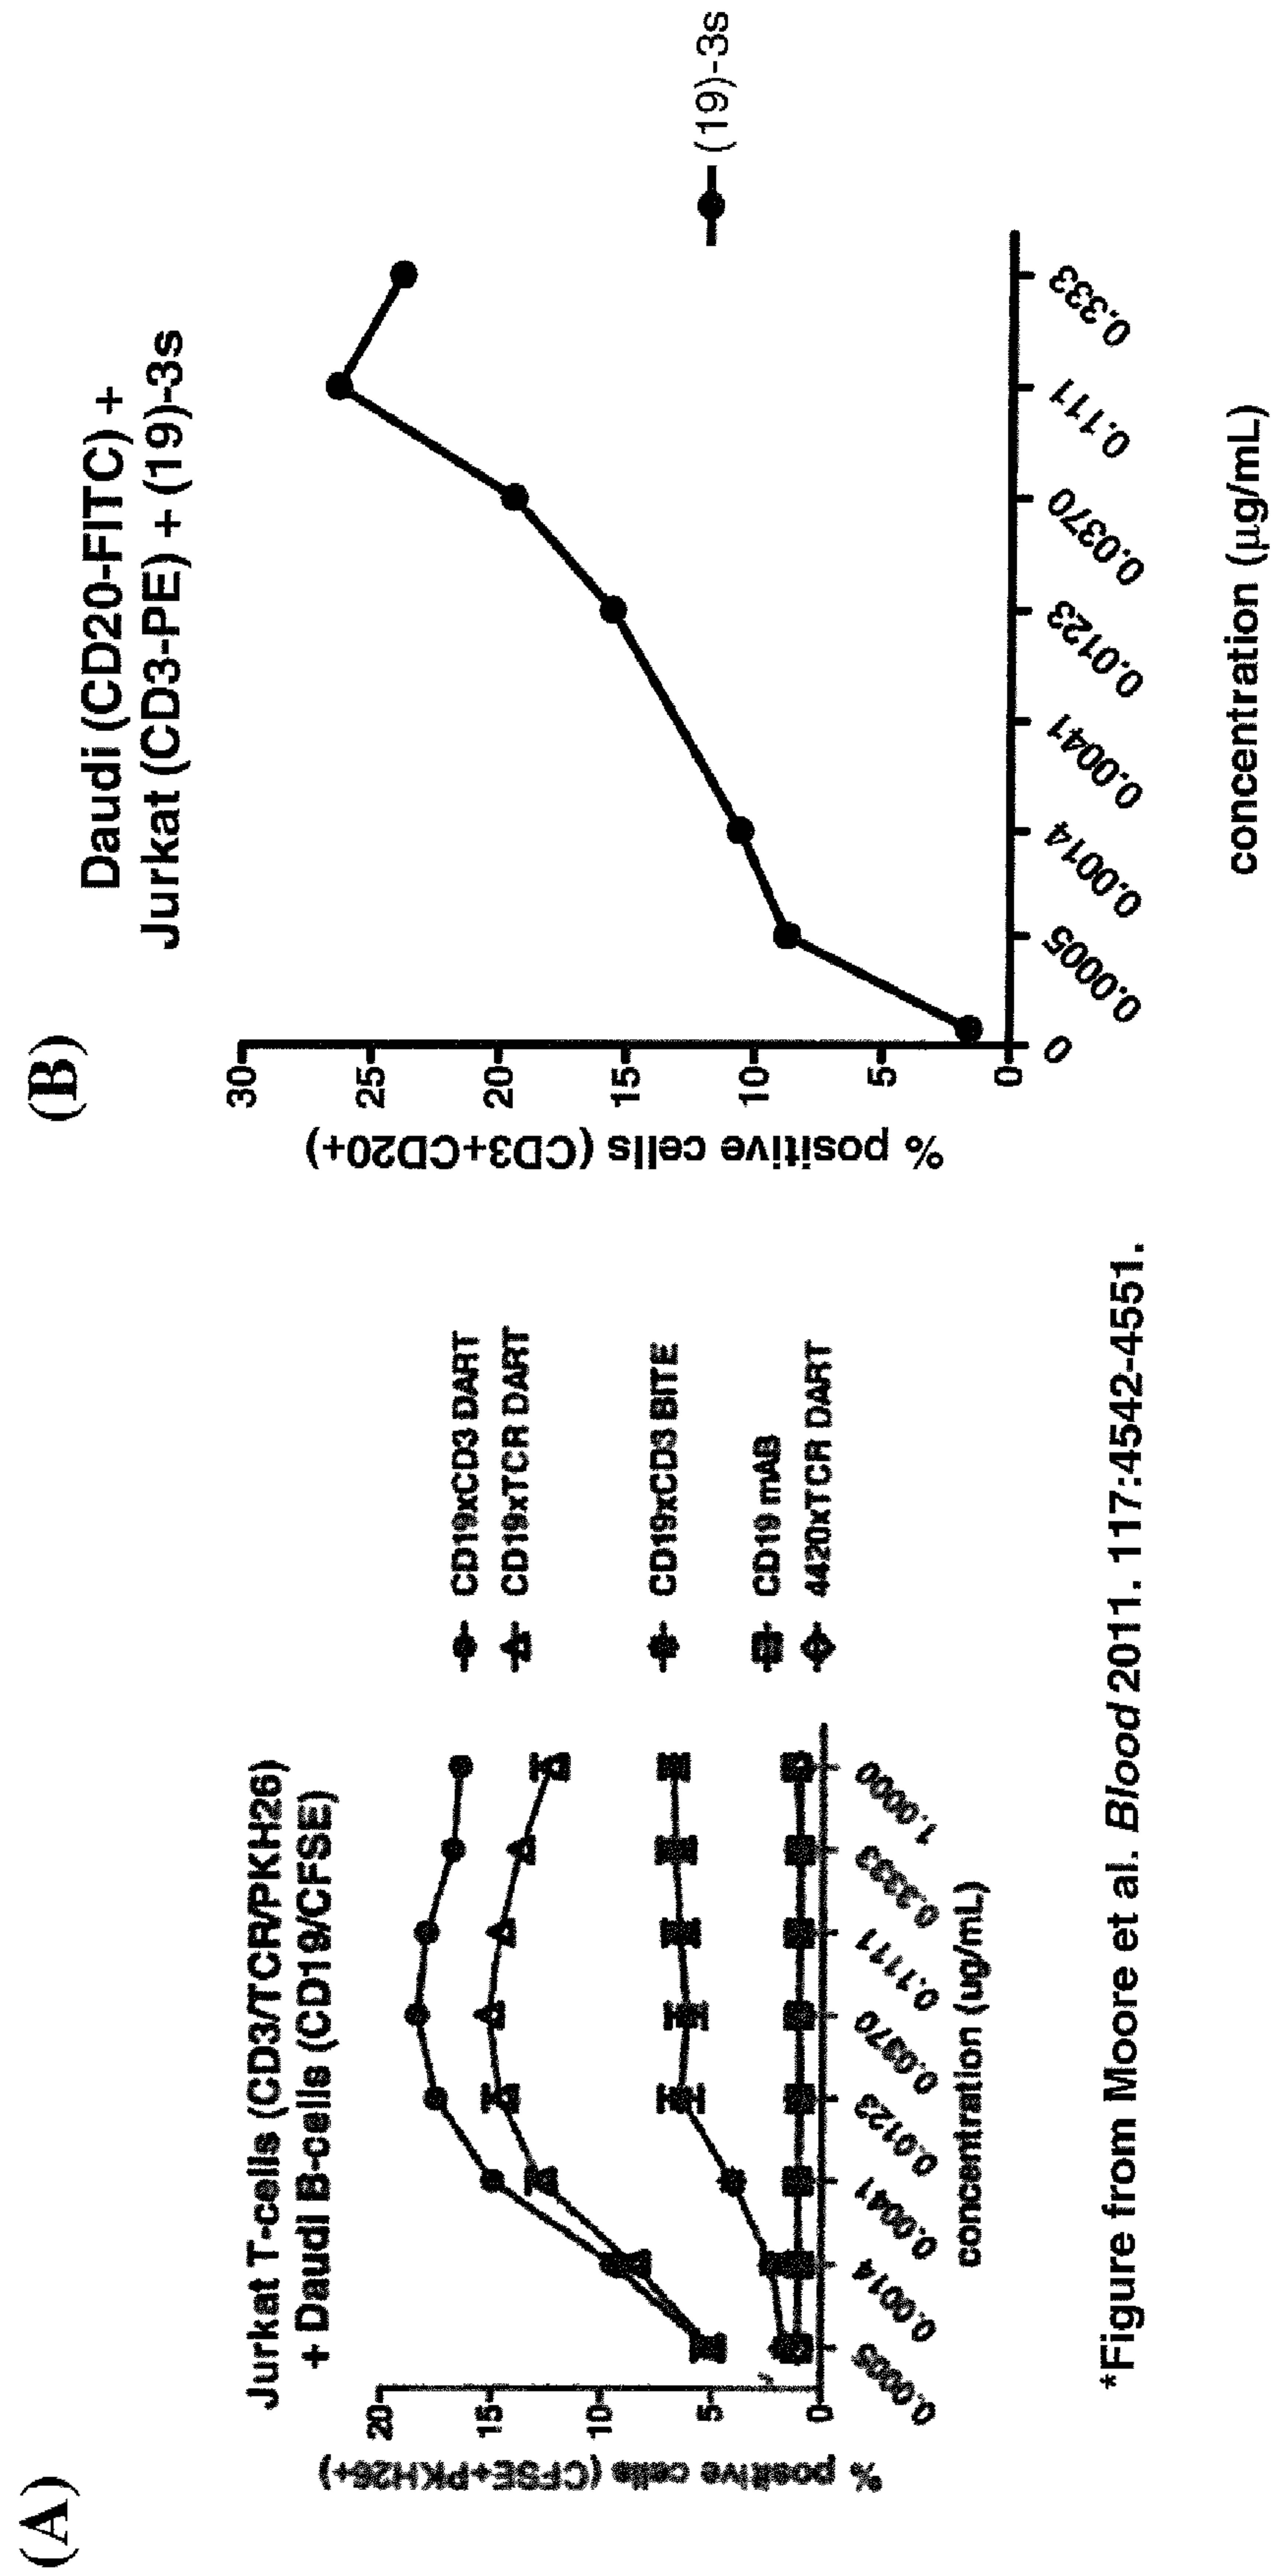 (A)
Jurkat T-cells (CD3/TCR/PKH26)
+ Daudi B-cells (CD19/CFSE)
% positive cells (CFSE+PKH26+)
20
15
10
5
0
0.0005
0.0014
0.0041
0.0123
0.0370
0.1111
0.3333
1.0000
concentration (ug/mL)
CD19xCD3 DART
CD19xTCR DART
CD19xCD3 BITE
CD19 mAB
4420xTCR DART
*Figure from Moore et al. Blood 2011. 117:4542-4551.
(B)
Daudi (CD20-FITC) +
Jurkat (CD3-PE) + (19)-3s
% positive cells (CD3+CD20+)
30
25
20
15
10
5
0
0
0.00005
0.0014
0.0041
0.0123
0.0370
0.111
0.333
concentration (μg/mL)
(19)-3s